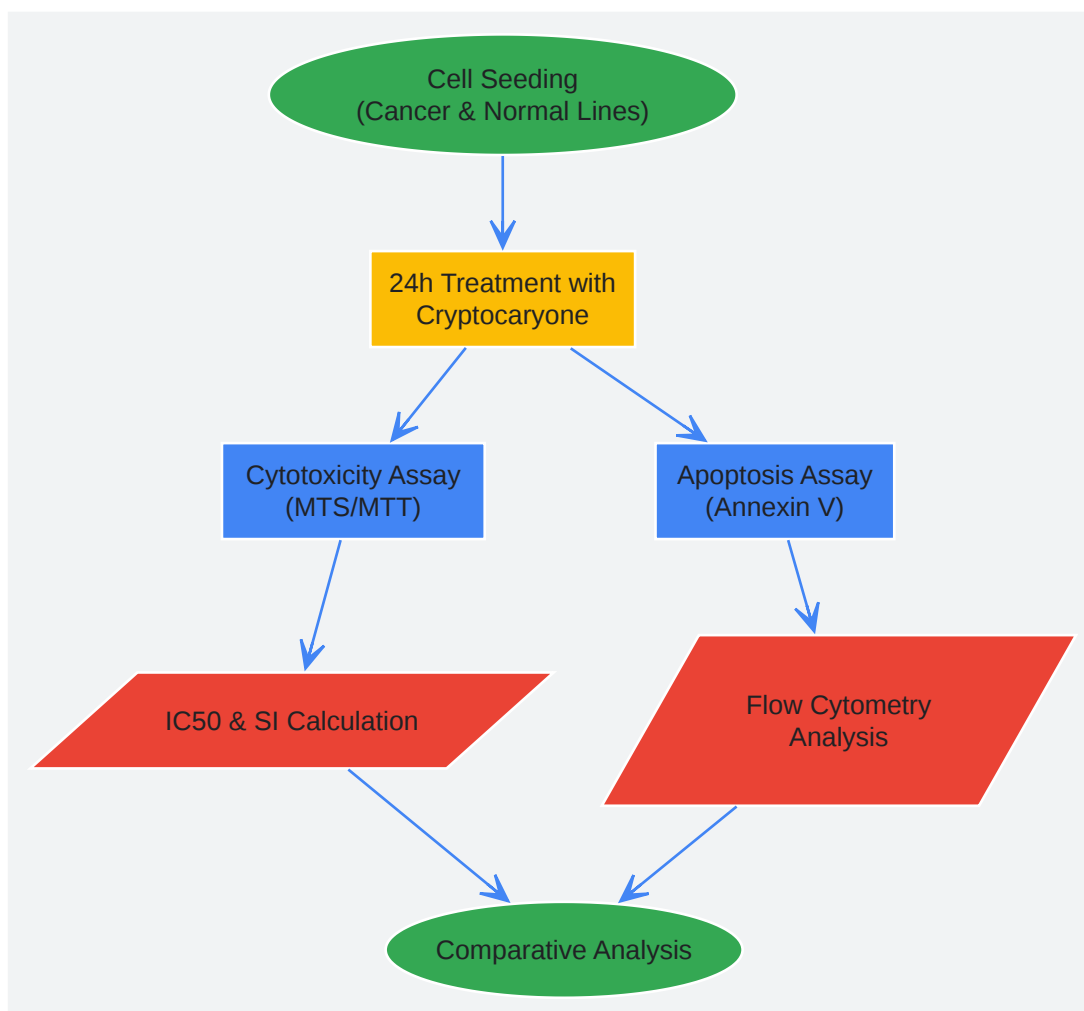 Cell Seeding
(Cancer & Normal Lines)
24h Treatment with
Cryptocaryone
Cytotoxicity Assay
(MTS/MTT)
Apoptosis Assay
(Annexin V)
IC50 & SI Calculation
Flow Cytometry
Analysis
Comparative Analysis